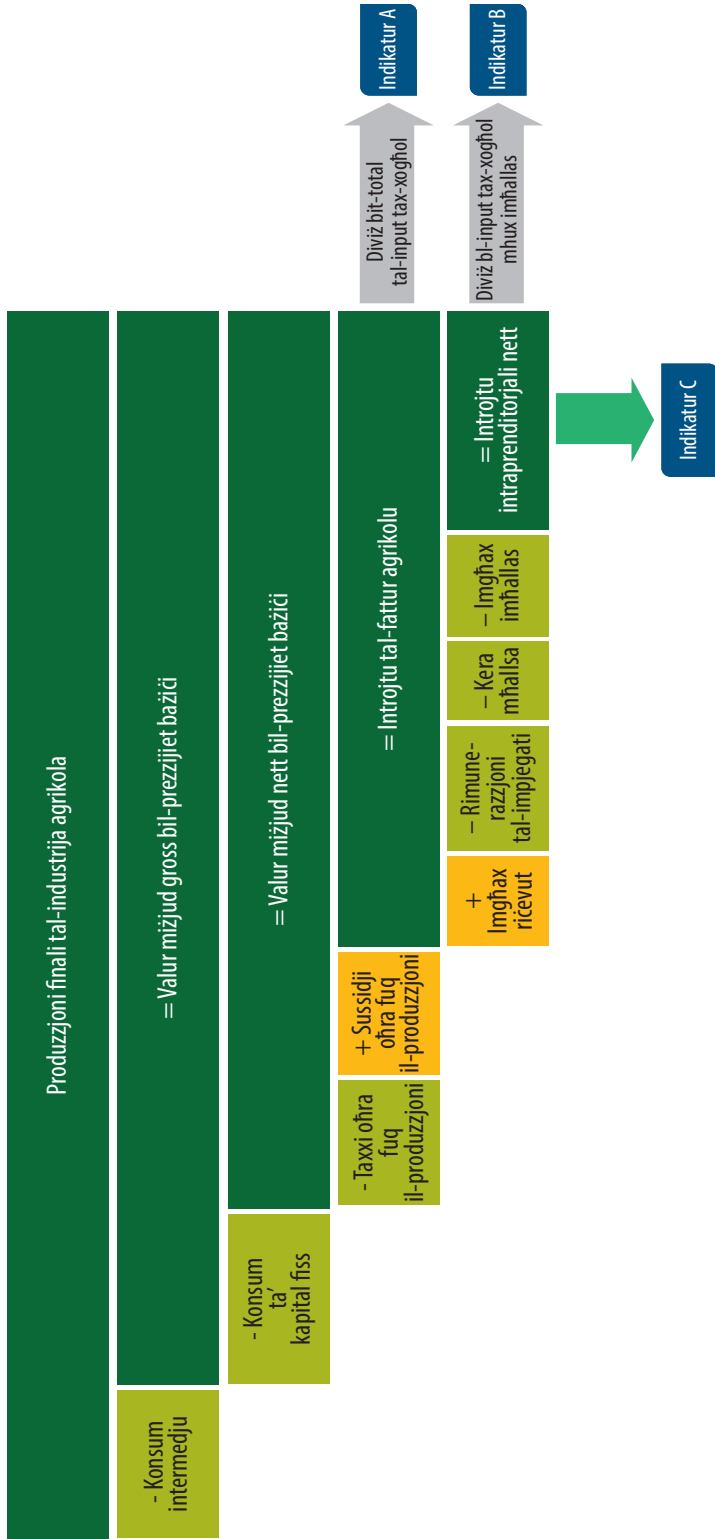 Produzzjoni finali tal-industrija agrikola
- Konsum
intermedju
= Valur miżjud gross bil-prezzijiet bażiċi
- Konsum
ta'
kapital fiss
= Valur miżjud nett bil-prezzijiet bażiċi
- Taxxi oħra
fuq
il-produzzjoni
+ Sussidji
oħra fuq
il-produzzjoni
= Introjtu tal-fattur agrikolu
Diviż bit-total
tal-input tax-xogħol
Indikatur A
+
Imgħax
riċevut
– Rimune-
razzjoni
tal-impjegati
– Kera
mħallsa
– Imgħax
imħallas
= Introjtu
intraprenditorjali nett
Diviż bl-input tax-xogħol
mhux imħallas
Indikatur B
Indikatur C